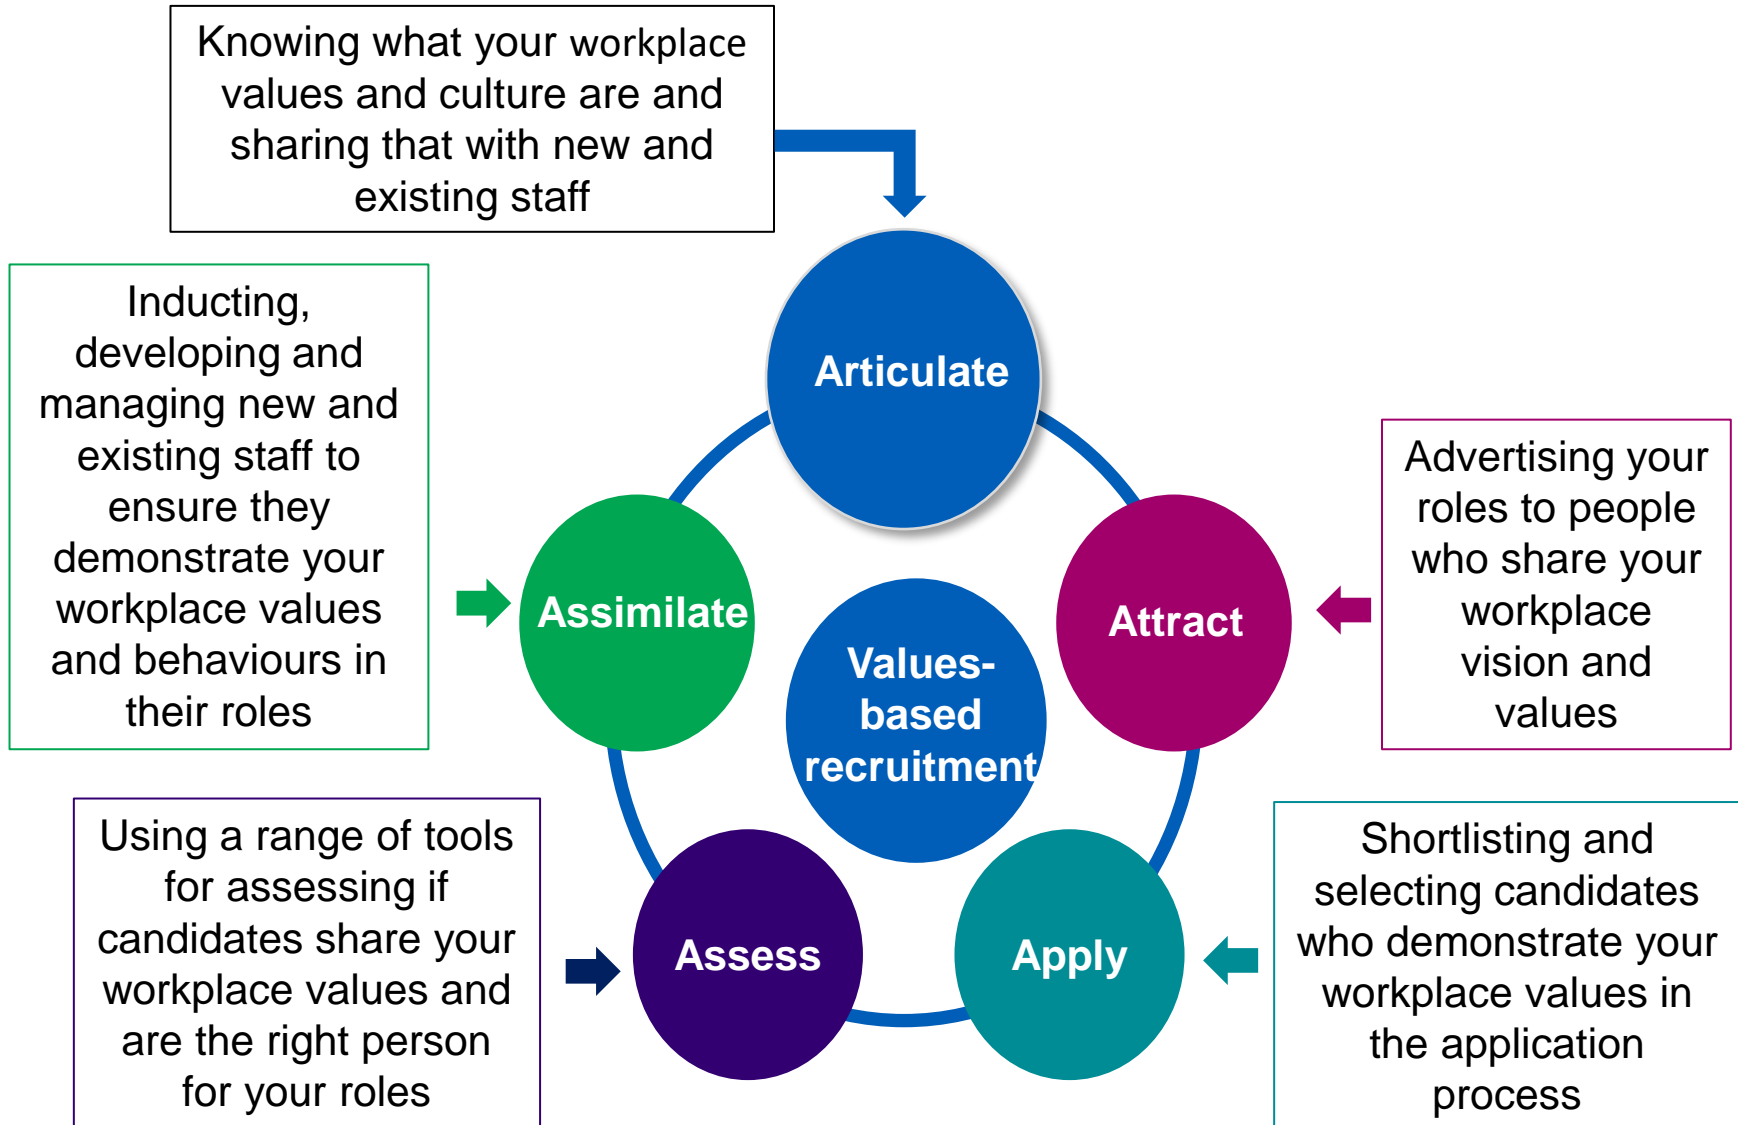 Knowing what your workplace
values and culture are and
sharing that with new and
existing staff
Articulate
Inducting,
developing and
managing new and
existing staff to
ensure they
demonstrate your
workplace values
and behaviours in
their roles
Assimilate
Attract
Advertising your
roles to people
who share your
workplace
vision and
values
Values-
based
recruitment
Using a range of tools
for assessing if
candidates share your
workplace values and
are the right person
for your roles
Assess
Apply
Shortlisting and
selecting candidates
who demonstrate your
workplace values in
the application
process